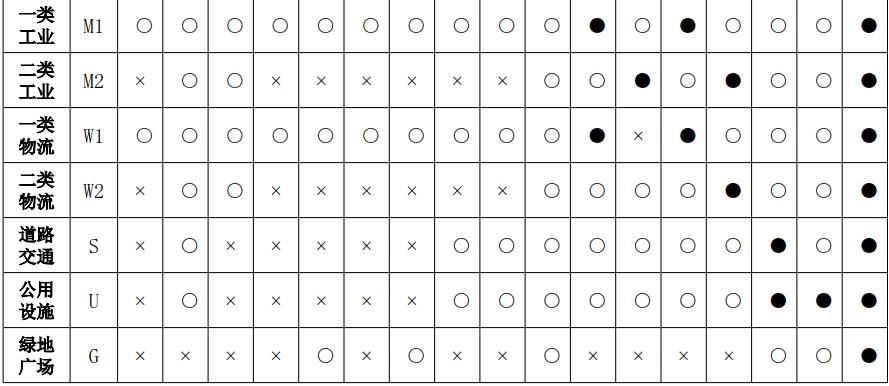 一类
工业 M1 ○ ○ ○ ○ ○ ○ ○ ○ ○ ○ ● ○ ● ○ ○ ○ ●
二类
工业 M2 × ○ ○ × × × × × × ○ ○ ● ○ ● ○ ○ ●
一类
物流 W1 ○ ○ ○ ○ ○ ○ ○ ○ ○ ○ ● × ● ○ ○ ○ ●
二类
物流 W2 × ○ ○ × × × × × × ○ ○ ○ ○ ● ○ ○ ●
道路
交通 S × ○ × × × × × ○ ○ ○ ○ ○ ○ ○ ● ○ ●
公用
设施 U × ○ × × × × × ○ ○ ○ ○ ○ ○ ○ ● ● ●
绿地
广场 G × × × × ○ × ○ × × ○ × × × × ○ ○ ●